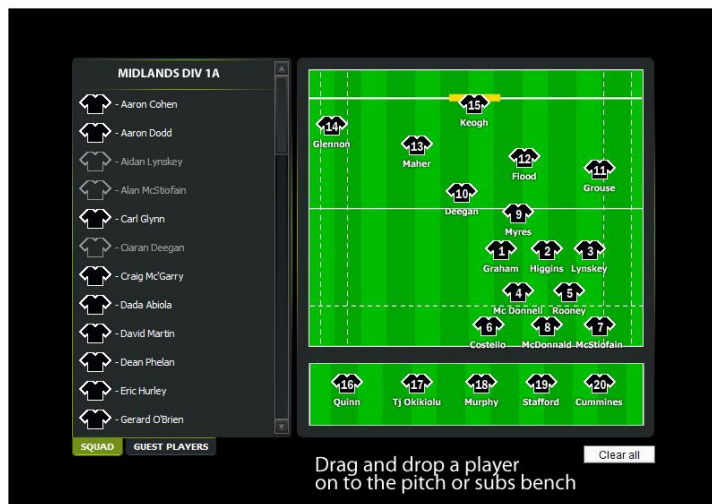 MIDLANDS DIV 1A
- Aaron Cohen
- Aaron Dodd
- Aidan Lynskey
- Alan McStiofain
- Carl Glynn
- Ciaran Deegan
- Craig Mc'Garry
- Dada Abiola
- David Martin
- Dean Phelan
- Eric Hurley
- Gerard O'Brien
SQUAD GUEST PLAYERS
15
Keogh
14
Glennon
13
Maher
12
Flood
11
Grouse
10
Deegan
9
Myres
1 2 3
Graham Higgins Lynskey
4 5
Mc Donnell Rooney
6 8 7
Costello McDonnald McStiofain
16 17 18 19 20
Quinn Tj Okikiolu Murphy Stafford Cummines
Clear all
Drag and drop a player
on to the pitch or subs bench